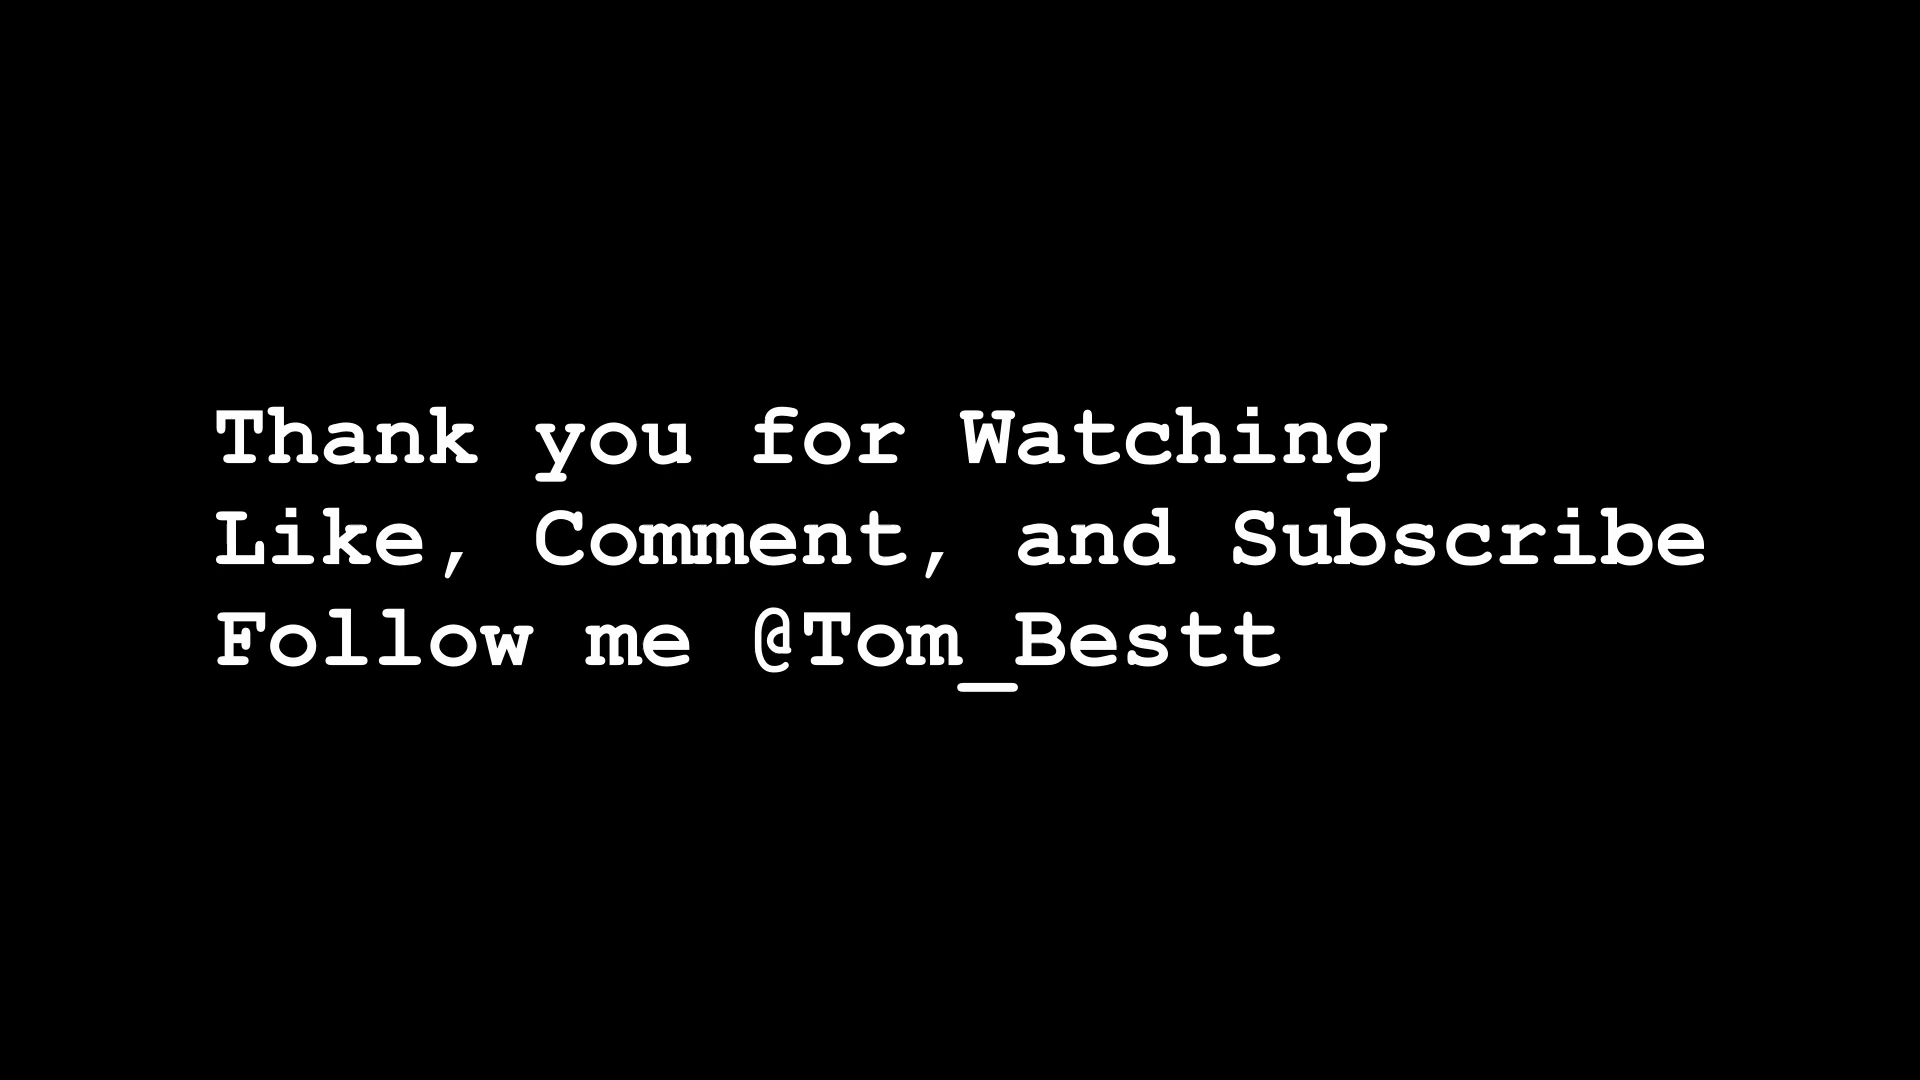 Thank you for Watching
Like, Comment, and Subscribe
Follow me @Tom_Bestt